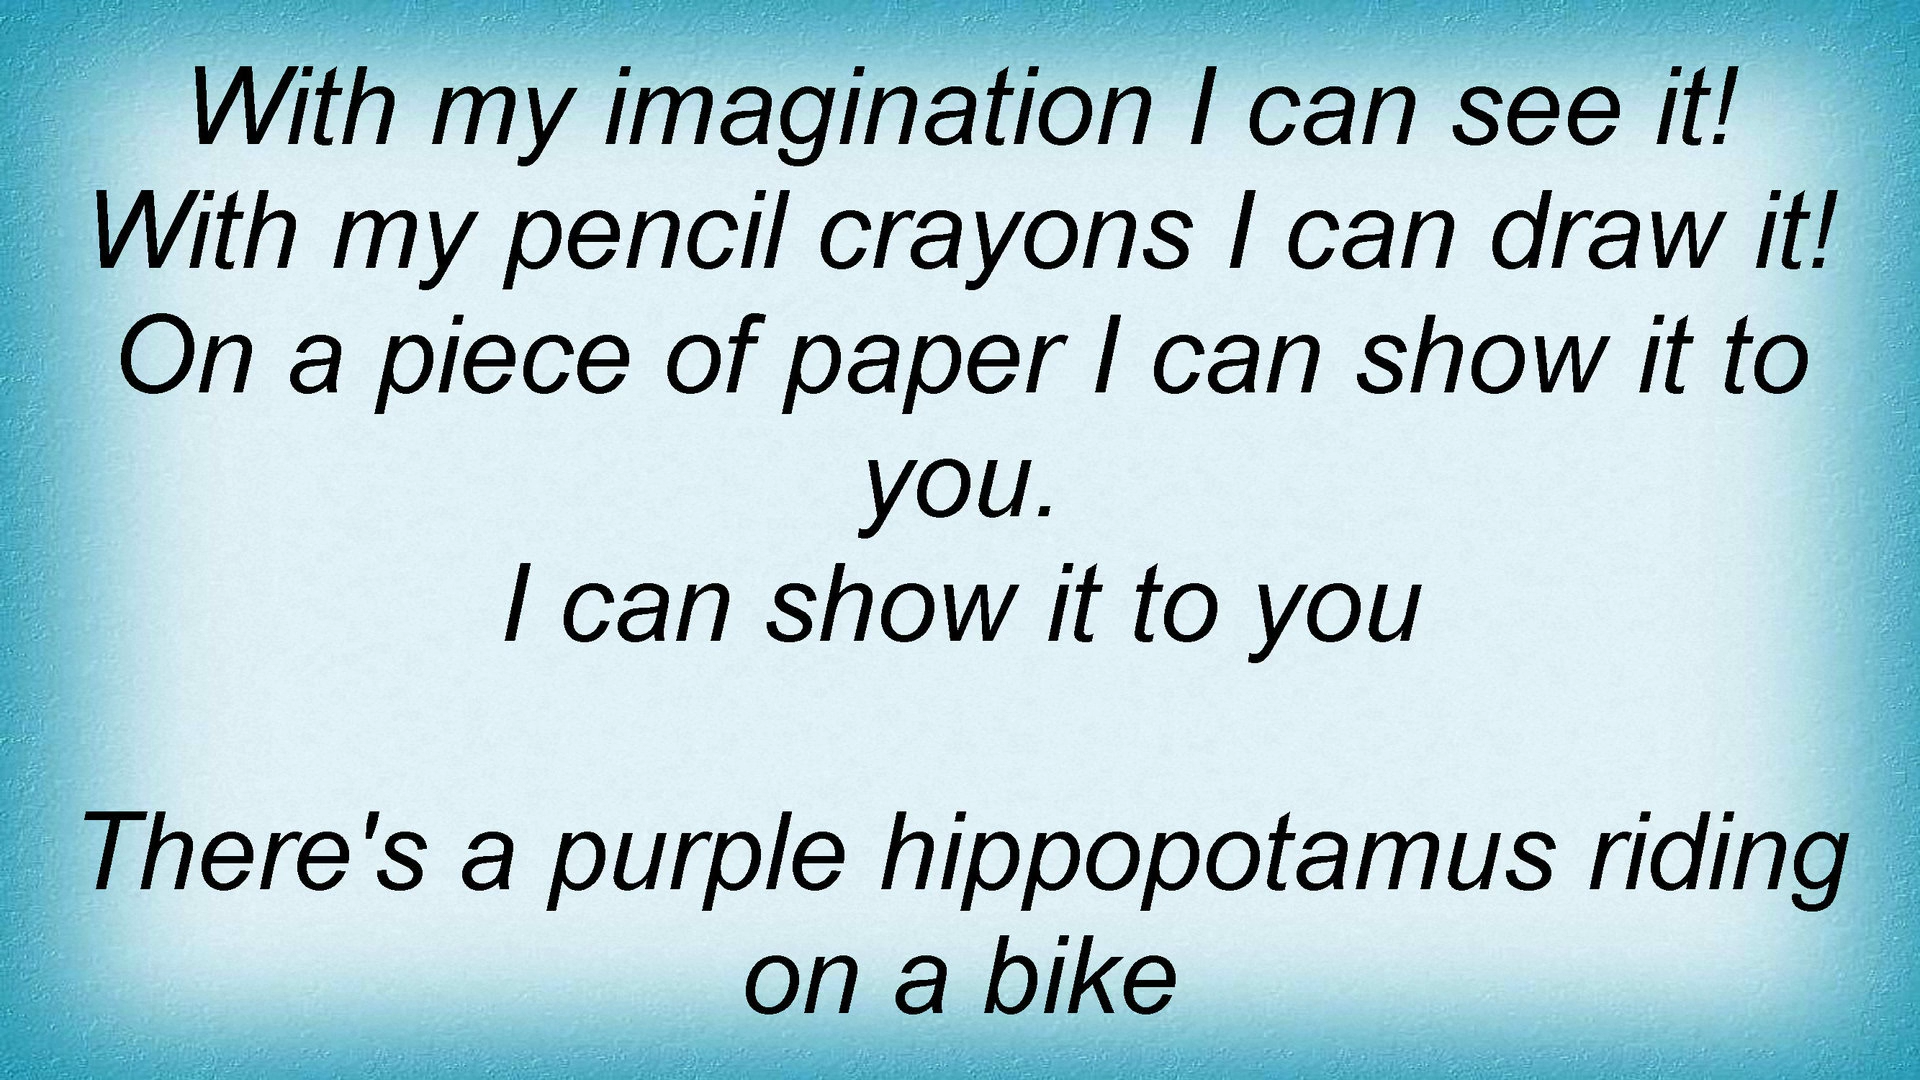 With my imagination I can see it!
With my pencil crayons I can draw it!
On a piece of paper I can show it to
you.
I can show it to you
There's a purple hippopotamus riding
on a bike